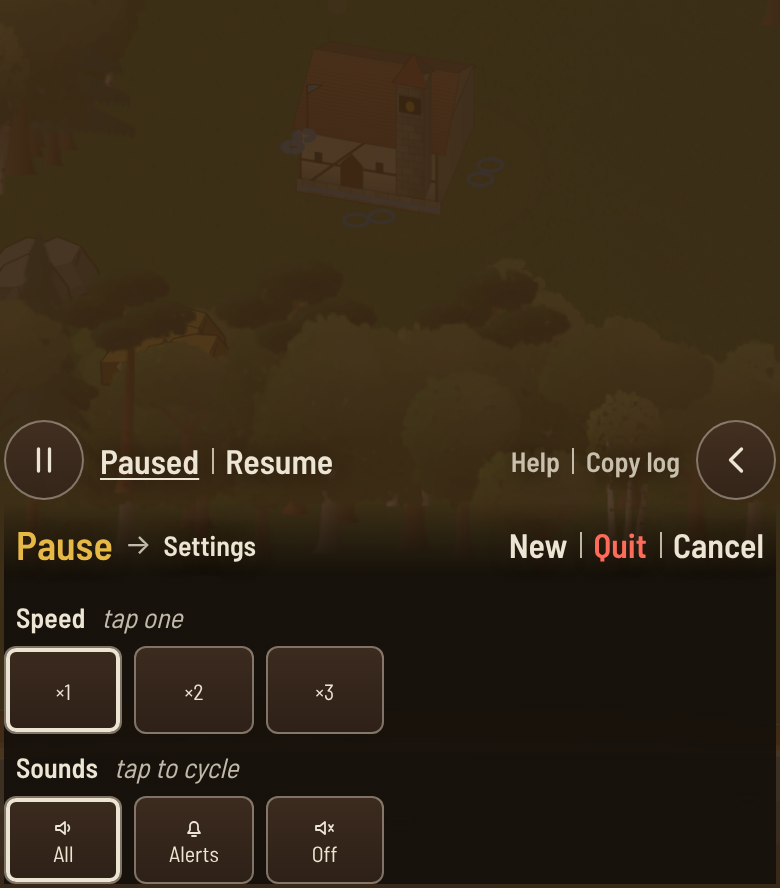 Paused | Resume Help | Copy log
Pause → Settings New | Quit | Cancel
Speed tap one
×1 ×2 ×3
Sounds tap to cycle
All Alerts Off